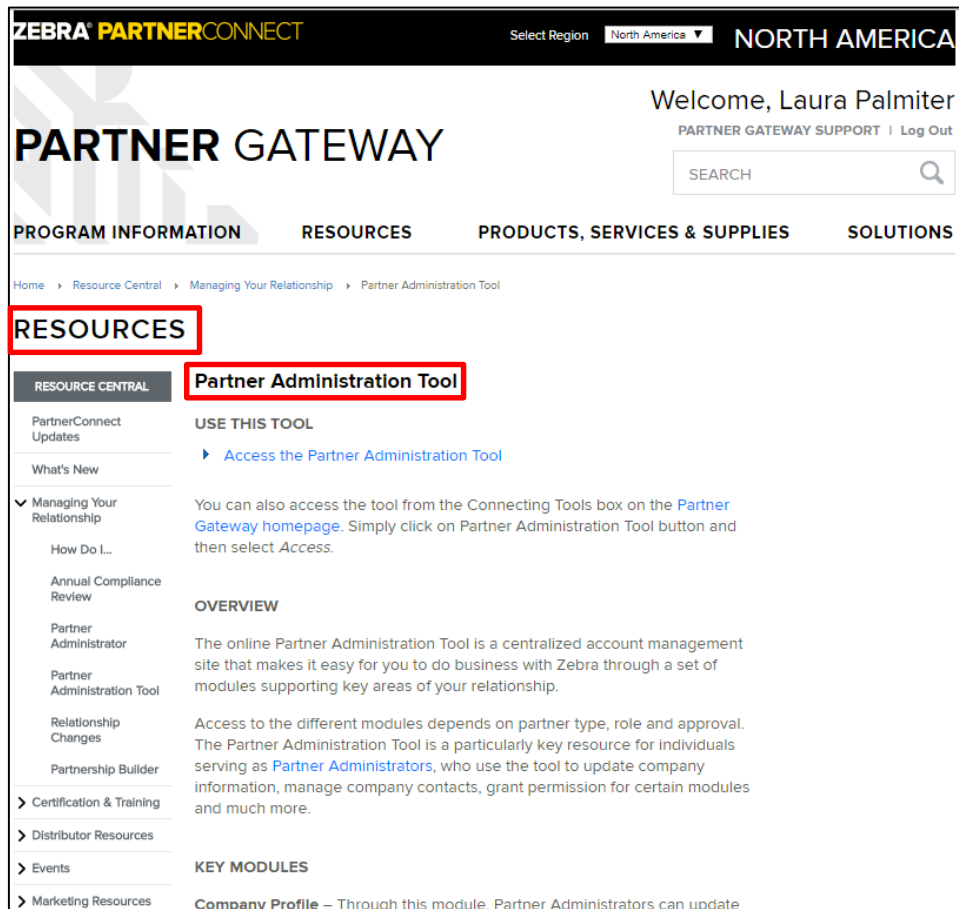 ZEBRA® PARTNERCONNECT
Select Region North America ▼ NORTH AMERICA
Welcome, Laura Palmiter
PARTNER GATEWAY SUPPORT | Log Out
PARTNER GATEWAY
SEARCH
PROGRAM INFORMATION RESOURCES PRODUCTS, SERVICES & SUPPLIES SOLUTIONS
Home Resource Central Managing Your Relationship Partner Administration Tool
RESOURCES
RESOURCE CENTRAL
PartnerConnect
Updates
What's New
Managing Your
Relationship
How Do I...
Annual Compliance
Review
Partner
Administrator
Partner
Administration Tool
Relationship
Changes
Partnership Builder
Certification & Training
Distributor Resources
Events
Marketing Resources
Partner Administration Tool
USE THIS TOOL
Access the Partner Administration Tool
You can also access the tool from the Connecting Tools box on the Partner
Gateway homepage. Simply click on Partner Administration Tool button and
then select Access.
OVERVIEW
The online Partner Administration Tool is a centralized account management
site that makes it easy for you to do business with Zebra through a set of
modules supporting key areas of your relationship.
Access to the different modules depends on partner type, role and approval.
The Partner Administration Tool is a particularly key resource for individuals
serving as Partner Administrators, who use the tool to update company
information, manage company contacts, grant permission for certain modules
and much more.
KEY MODULES
Company Profile – Through this module, Partner Administrators can update